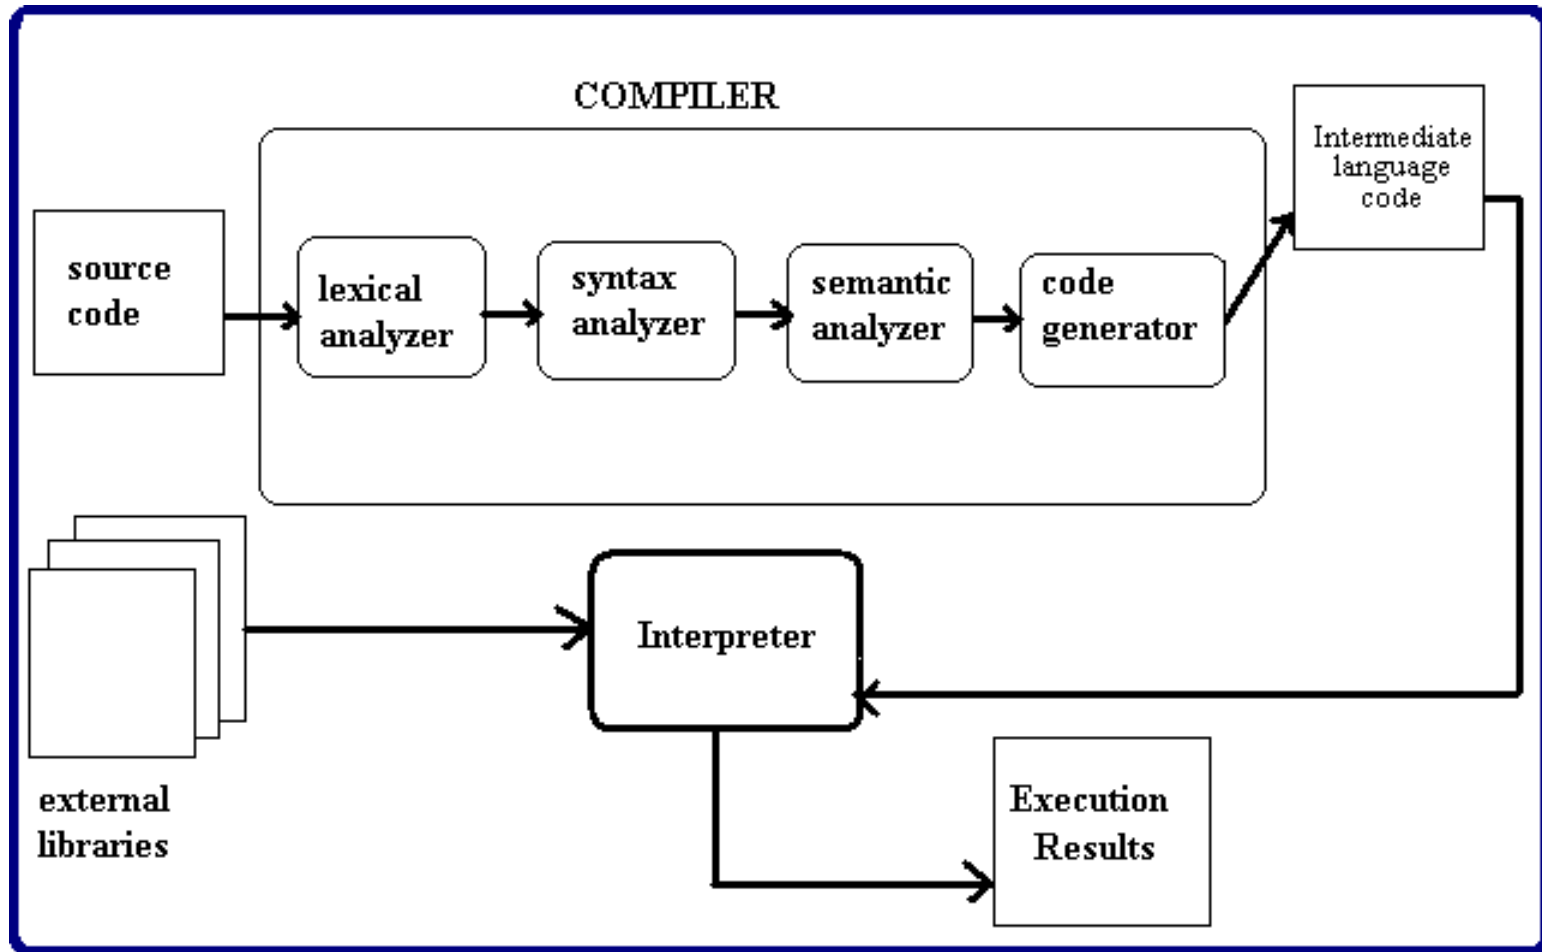 COMPILER
Intermediate
language
code
source
code
lexical
analyzer
syntax
analyzer
semantic
analyzer
code
generator
Interpreter
external
libraries
Execution
Results